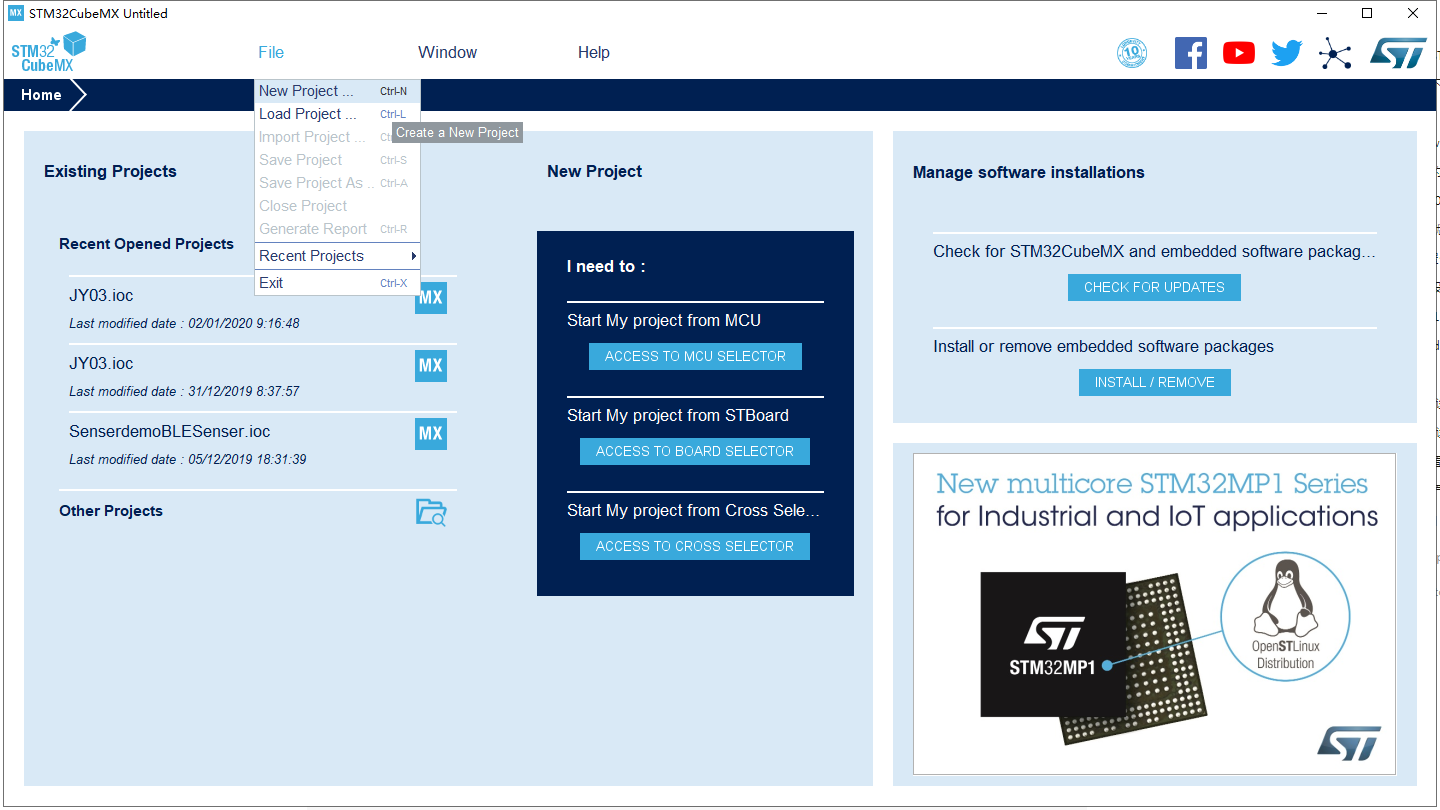 MX STM32CubeMX Untitled
STM32
CubeMX
File
Window
Help
10
Home
New Project ... Ctrl-N
Load Project ... Ctrl-L
Create a New Project
Import Project ...
Save Project Ctrl-S
Save Project As .. Ctrl-A
Close Project
Generate Report Ctrl-R
Recent Projects
Exit Ctrl-X
Existing Projects
Recent Opened Projects
JY03.ioc
MX
Last modified date : 02/01/2020 9:16:48
JY03.ioc
MX
Last modified date : 31/12/2019 8:37:57
SenserdemoBLESenser.ioc
MX
Last modified date : 05/12/2019 18:31:39
Other Projects
New Project
I need to :
Start My project from MCU
ACCESS TO MCU SELECTOR
Start My project from STBoard
ACCESS TO BOARD SELECTOR
Start My project from Cross Sele...
ACCESS TO CROSS SELECTOR
Manage software installations
Check for STM32CubeMX and embedded software packag...
CHECK FOR UPDATES
Install or remove embedded software packages
INSTALL / REMOVE
New multicore STM32MP1 Series
for Industrial and IoT applications
STM32MP1
OpenSTLinux
Distribution
ST